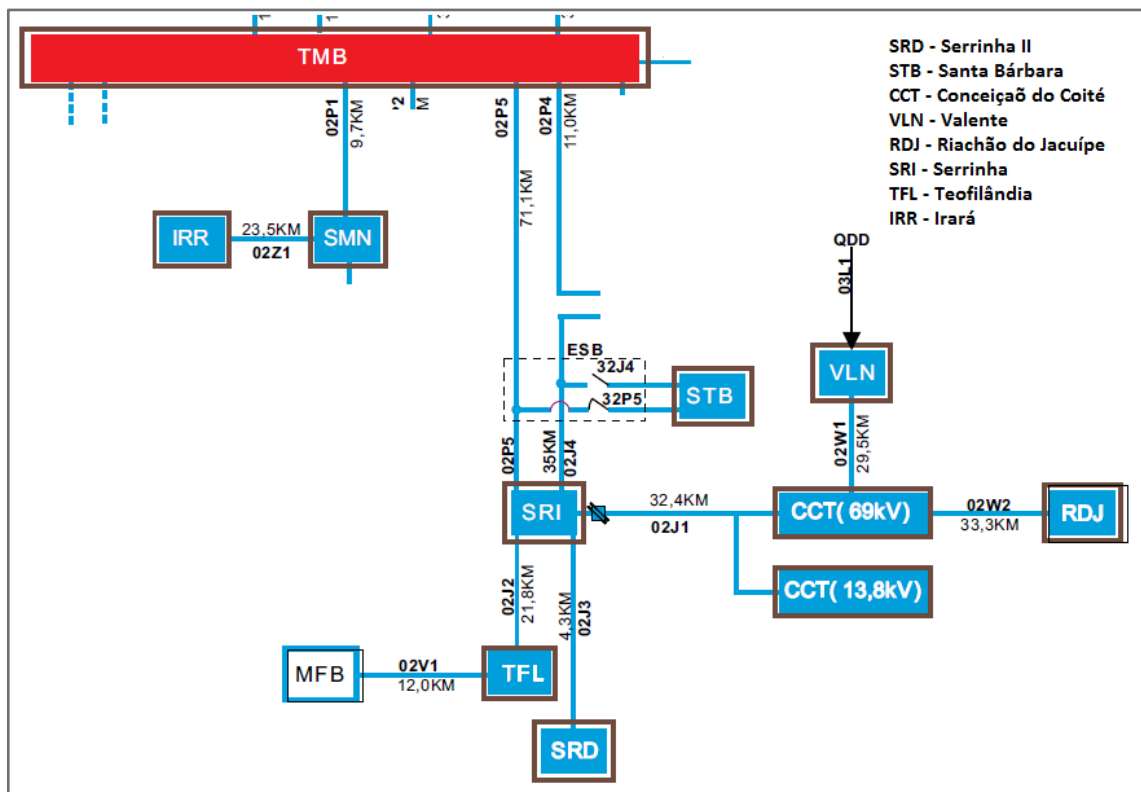 TMB
SRD - Serrinha II
STB - Santa Bárbara
CCT - Conceiçaõ do Coité
VLN - Valente
RDJ - Riachão do Jacuípe
SRI - Serrinha
TFL - Teofilândia
IRR - Irará
02P1
9,7KM
'2
M
02P5
71,1KM
02P4
11,0KM
IRR
23,5KM
02Z1
SMN
QDD
03L1
VLN
ESB
32J4
32P5
STB
02P5
35KM
02J4
02W1
29,5KM
SRI
32,4KM
02J1
CCT( 69kV)
02W2
33,3KM
RDJ
CCT( 13,8kV)
02J2
21,8KM
4,3KM
02J3
MFB
02V1
12,0KM
TFL
SRD